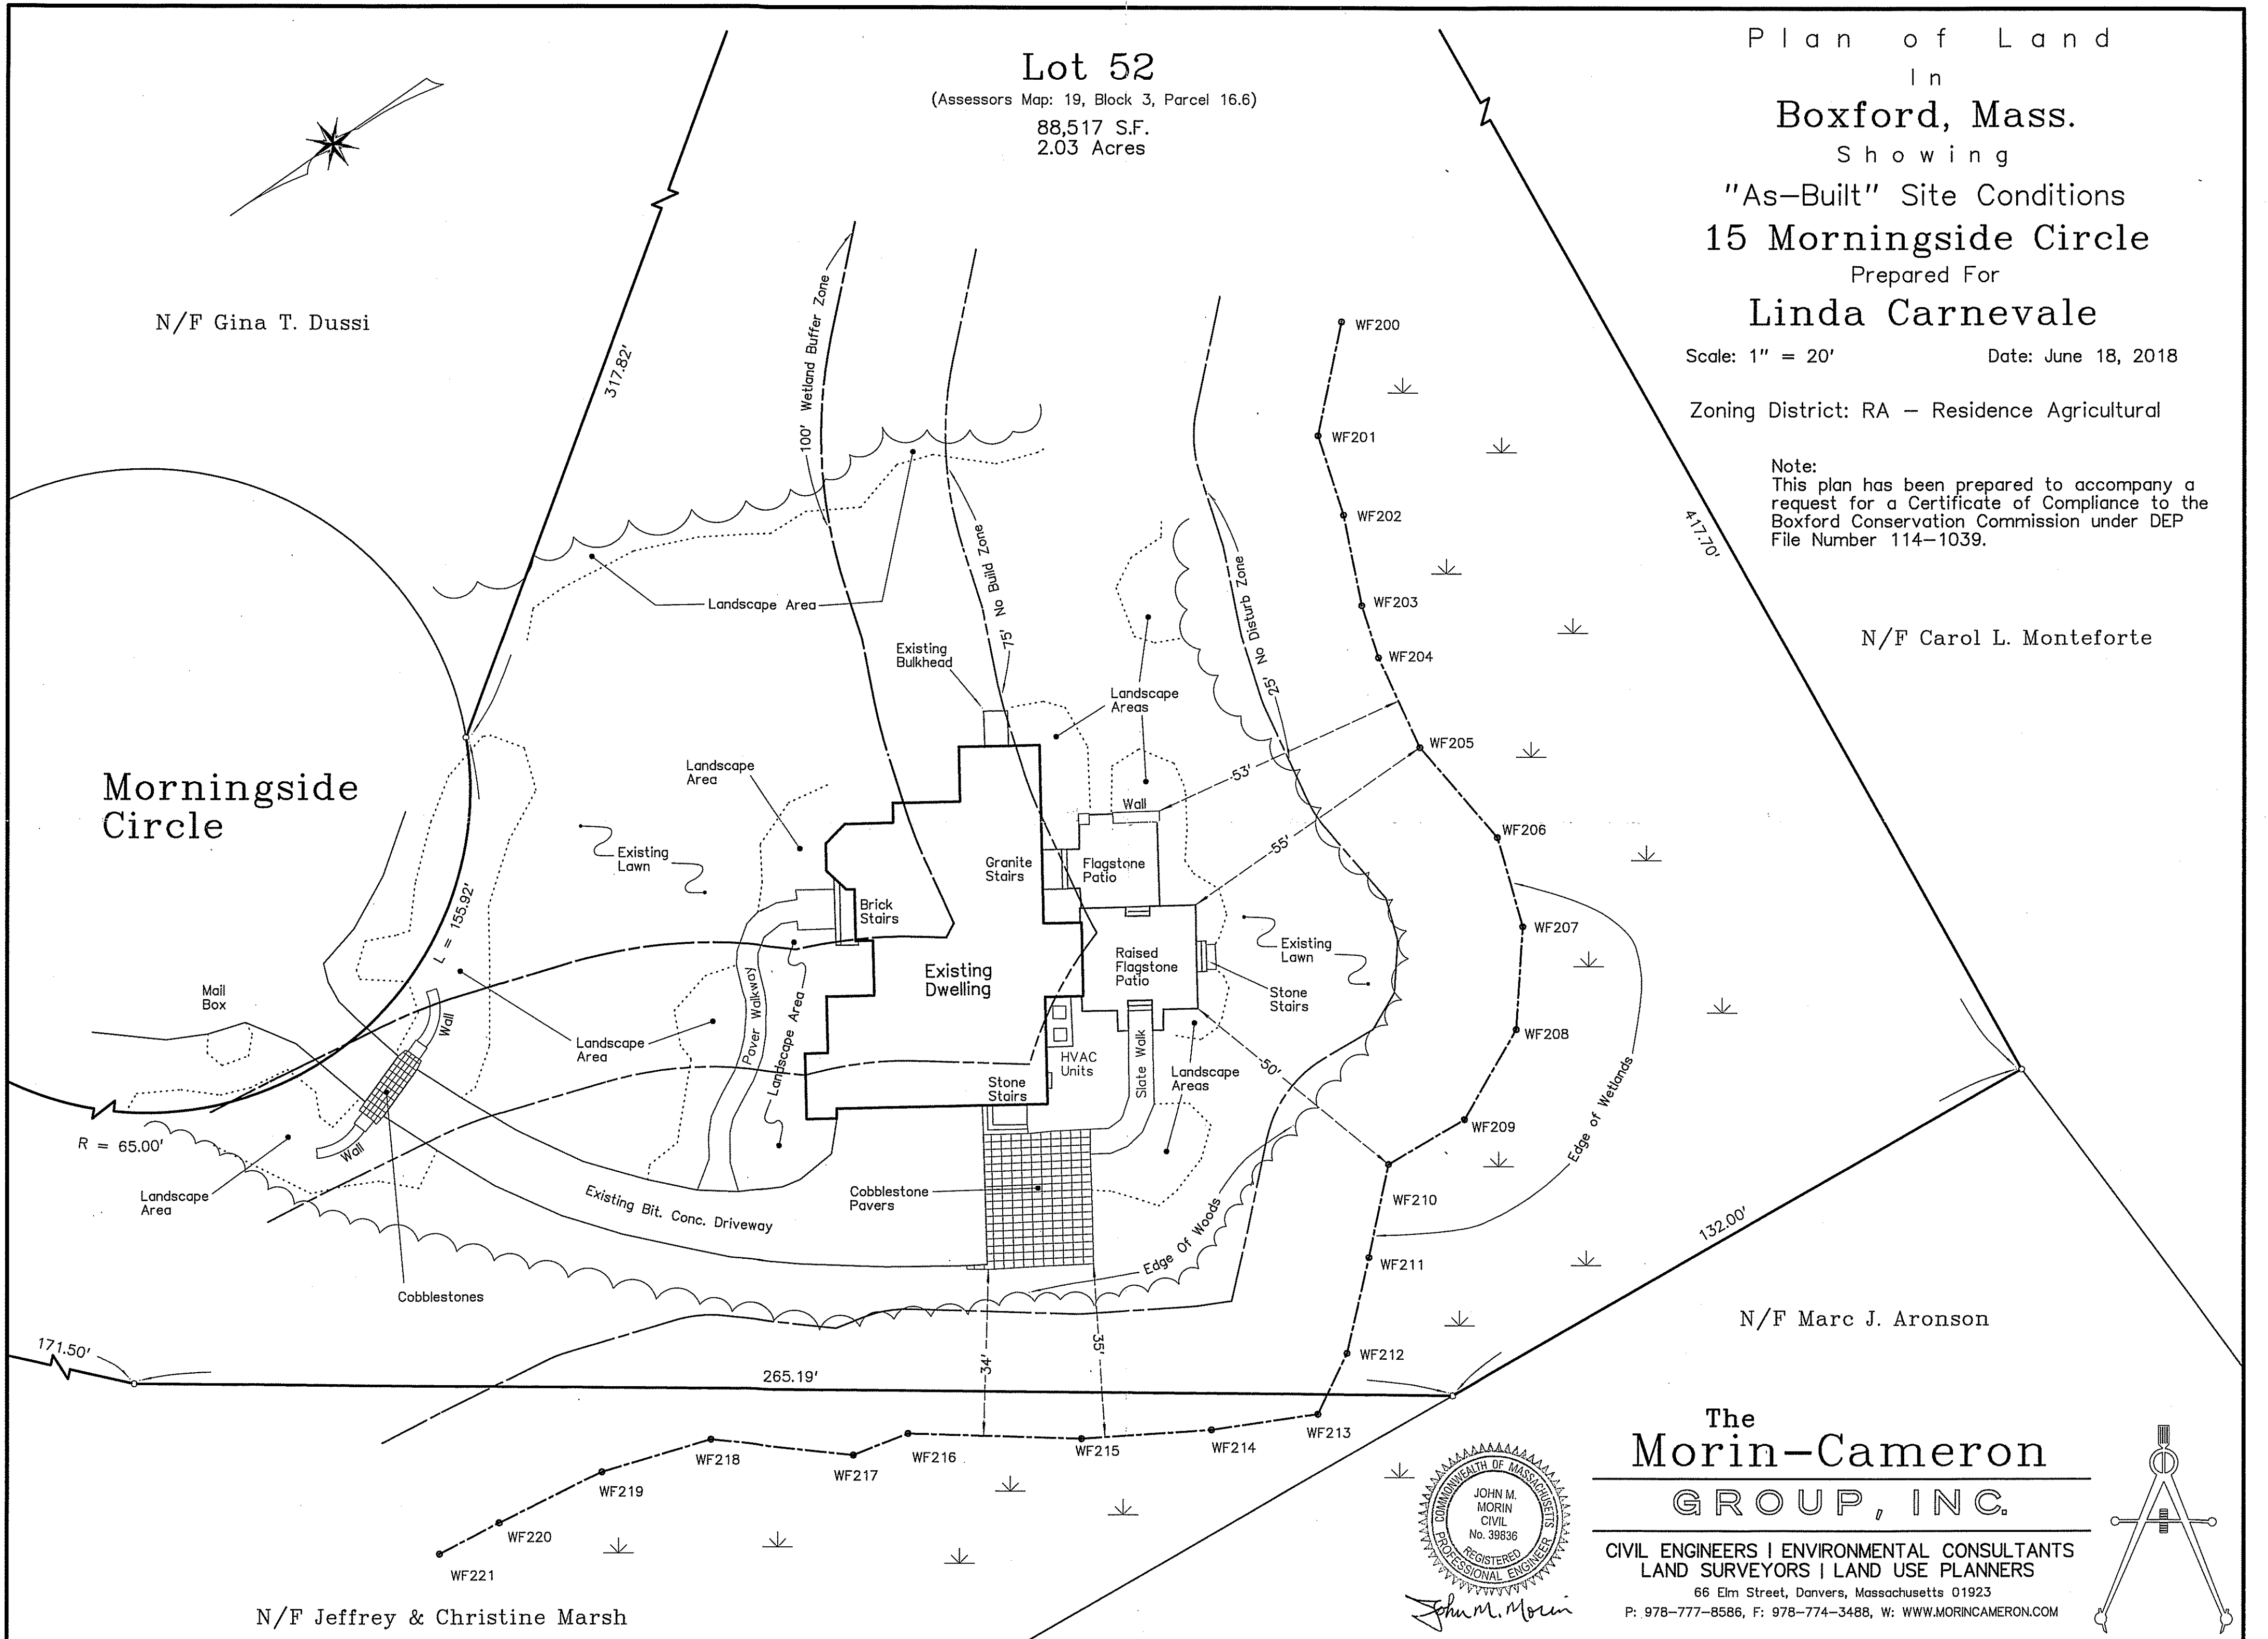 Plan of Land
In
Boxford, Mass.
Showing
"As-Built" Site Conditions
15 Morningside Circle
Prepared For
Linda Carnevale
Scale: 1" = 20'
Date: June 18, 2018
Zoning District: RA - Residence Agricultural
Note:
This plan has been prepared to accompany a
request for a Certificate of Compliance to the
Boxford Conservation Commission under DEP
File Number 114-1039.
Lot 52
(Assessors Map: 19, Block 3, Parcel 16.6)
88,517 S.F.
2.03 Acres
N/F Gina T. Dussi
317.82'
100' Wetland Buffer Zone
75' No Build Zone
25' No Disturb Zone
WF200
WF201
WF202
WF203
WF204
WF205
WF206
WF207
WF208
WF209
WF210
WF211
WF212
WF213
WF214
WF215
WF216
WF217
WF218
WF219
WF220
WF221
417.70'
N/F Carol L. Monteforte
Landscape Area
Existing
Bulkhead
Landscape
Areas
Landscape
Area
Morningside
Circle
Existing
Lawn
L = 155.92'
Wall
53'
55'
Granite
Stairs
Flagstone
Patio
Brick
Stairs
Existing
Dwelling
Raised
Flagstone
Patio
Existing
Lawn
Stone
Stairs
Mail
Box
Wall
Landscape
Area
Paver Walkway
Landscape Area
HVAC
Units
Slate Walk
Landscape
Areas
50'
Stone
Stairs
Edge of Wetlands
R = 65.00'
Wall
Landscape
Area
Existing Bit. Conc. Driveway
Cobblestone
Pavers
Edge Of Woods
Cobblestones
132.00'
171.50'
265.19'
34'
35'
N/F Marc J. Aronson
N/F Jeffrey & Christine Marsh
COMMONWEALTH OF MASSACHUSETTS
JOHN M.
MORIN
CIVIL
No. 39836
REGISTERED
PROFESSIONAL ENGINEER
John M. Morin
The
Morin-Cameron
GROUP, INC.
CIVIL ENGINEERS | ENVIRONMENTAL CONSULTANTS
LAND SURVEYORS | LAND USE PLANNERS
66 Elm Street, Danvers, Massachusetts 01923
P: 978-777-8586, F: 978-774-3488, W: WWW.MORINCAMERON.COM